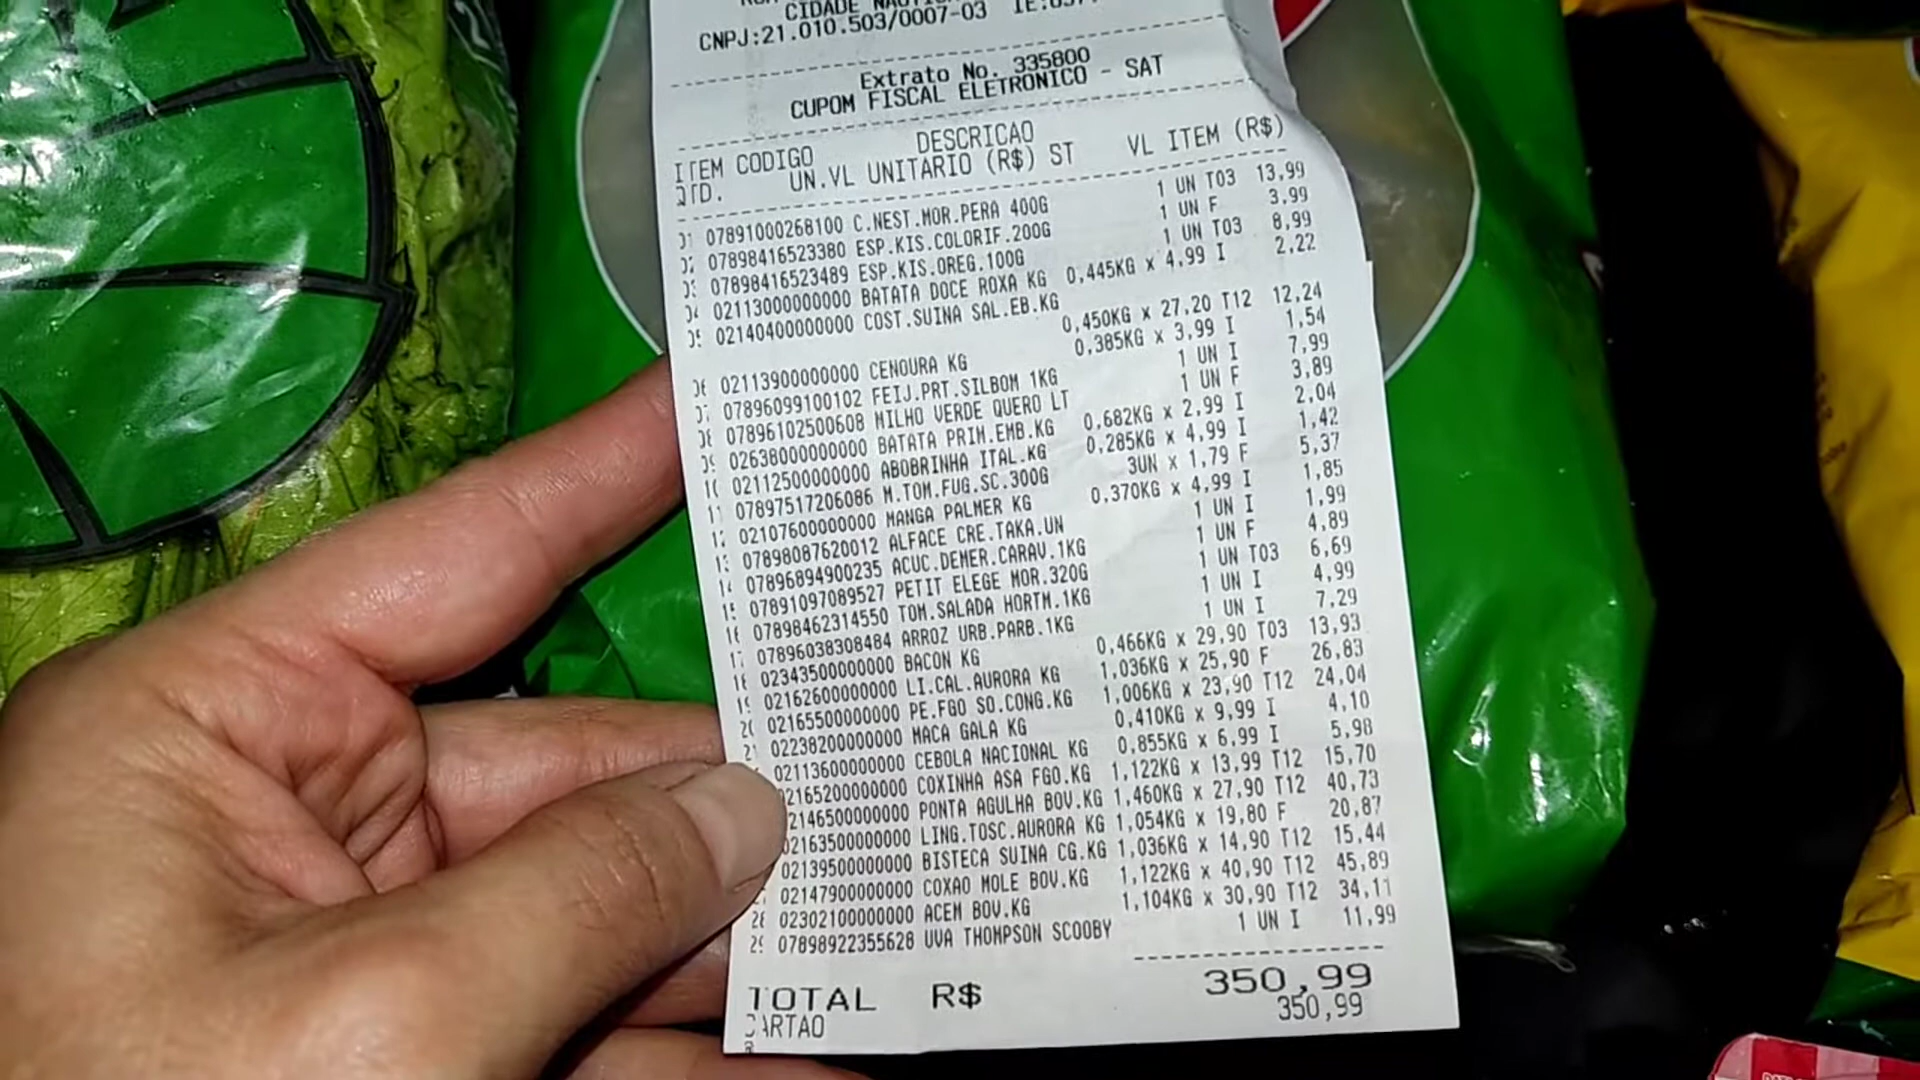 CIDADE
CNPJ:21.010.503/0007-03 IE:
Extrato No. 335800
CUPOM FISCAL ELETRONICO - SAT
ITEM CODIGO DESCRICAO
QTD. UN.VL UNITARIO (R$) ST VL ITEM (R$)
07891000268100 C.NEST.MOR.PERA 400G 1 UN T03 13,99
07898416523380 ESP.KIS.COLORIF.200G 1 UN F 3,99
07898416523489 ESP.KIS.OREG.100G 1 UN T03 8,99
02113000000000 BATATA DOCE ROXA KG 0,445KG x 4,99 I 2,22
02140400000000 COST.SUINA SAL.EB.KG
0,450KG x 27,20 T12 12,24
02113900000000 CENOURA KG 0,385KG x 3,99 I 1,54
07896099100102 FEIJ.PRT.SILBOM 1KG 1 UN I 7,99
07896102500608 MILHO VERDE QUERO LT 1 UN F 3,89
02638000000000 BATATA PRIM.EMB.KG 0,682KG x 2,99 I 2,04
10 02112500000000 ABOBRINHA ITAL.KG 0,285KG x 4,99 I 1,42
11 07897517206086 M.TOM.FUG.SC.300G 3UN x 1,79 F 5,37
12 02107600000000 MANGA PALMER KG 0,370KG x 4,99 I 1,85
13 07898087620012 ALFACE CRE.TAKA.UN 1 UN I 1,99
14 07896894900235 ACUC.DEMER.CARAV.1KG 1 UN F 4,89
15 07891097089527 PETIT ELEGE MOR.320G 1 UN T03 6,69
16 07898462314550 TOM.SALADA HORTM.1KG 1 UN I 4,99
17 07896038308484 ARROZ URB.PARB.1KG 1 UN I 7,29
18 02343500000000 BACON KG 0,466KG x 29,90 T03 13,93
19 02162600000000 LI.CAL.AURORA KG 1,036KG x 25,90 F 26,83
20 02165500000000 PE.FGO SO.CONG.KG 1,006KG x 23,90 T12 24,04
21 02238200000000 MACA GALA KG 0,410KG x 9,99 I 4,10
02113600000000 CEBOLA NACIONAL KG 0,855KG x 6,99 I 5,98
02165200000000 COXINHA ASA FGO.KG 1,122KG x 13,99 T12 15,70
02146500000000 PONTA AGULHA BOV.KG 1,460KG x 27,90 T12 40,73
02163500000000 LING.TOSC.AURORA KG 1,054KG x 19,80 F 20,87
02139500000000 BISTECA SUINA CG.KG 1,036KG x 14,90 T12 15,44
02147900000000 COXAO MOLE BOV.KG 1,122KG x 40,90 T12 45,89
28 02302100000000 ACEM BOV.KG 1,104KG x 30,90 T12 34,11
29 07898922355628 UVA THOMPSON SCOOBY 1 UN I 11,99
TOTAL R$ 350,99
CARTAO 350,99